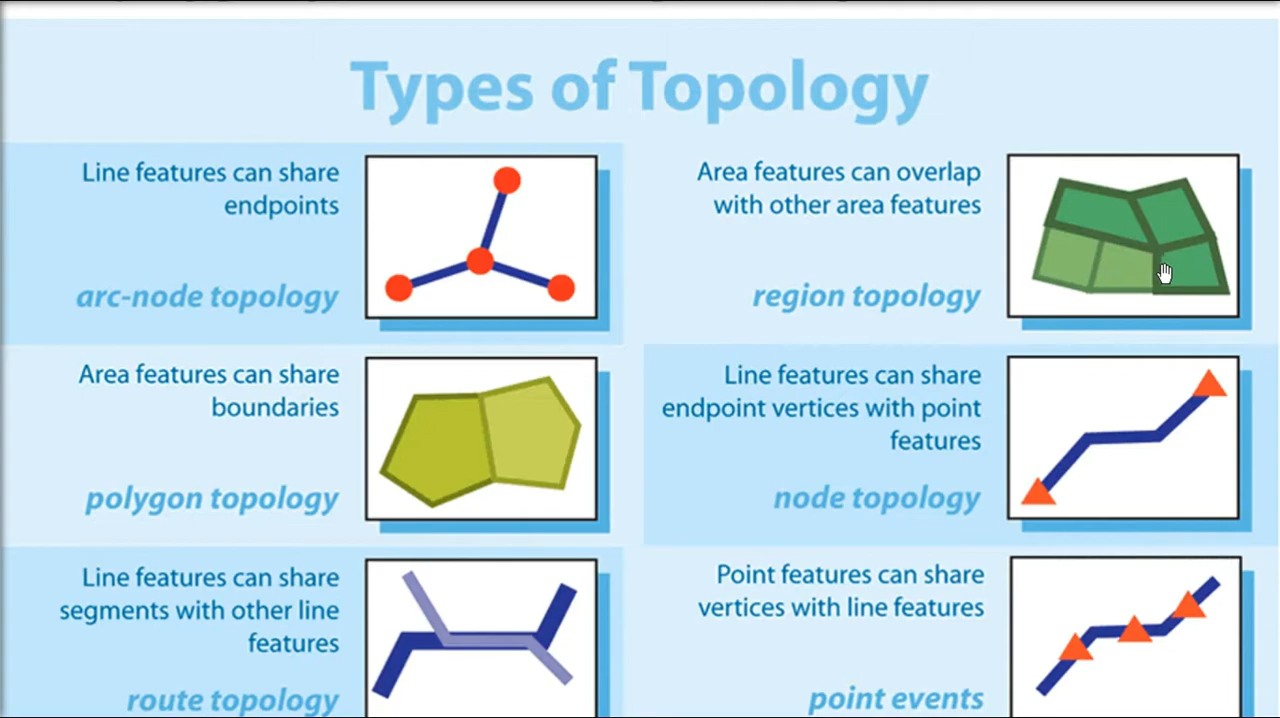 Types of Topology
Line features can share
endpoints
arc-node topology
Area features can overlap
with other area features
region topology
Area features can share
boundaries
polygon topology
Line features can share
endpoint vertices with point
features
node topology
Line features can share
segments with other line
features
route topology
Point features can share
vertices with line features
point events